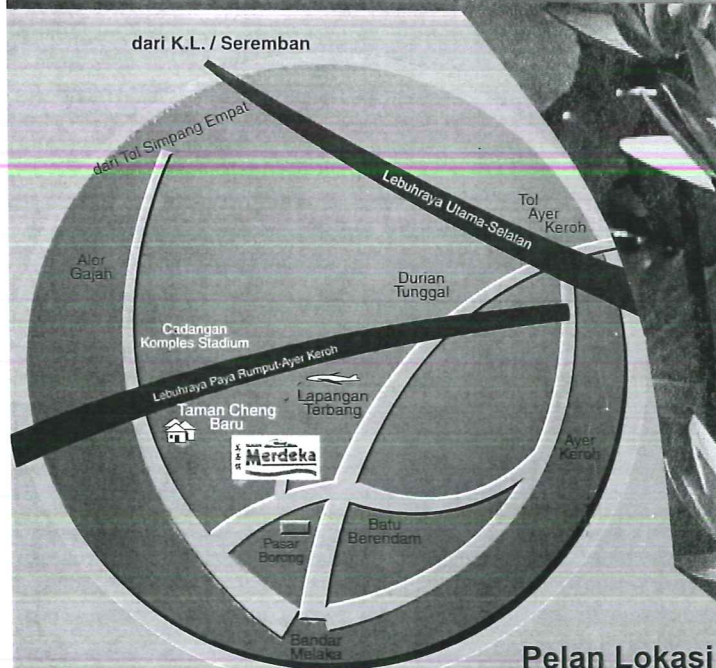 dari K.L. / Seremban
dari Tol Simpang Empat
Lebuhraya Utama-Selatan
Tol
Ayer
Keroh
Alor
Gajah
Durian
Tunggal
Cadangan
Komples Stadium
Lebuhraya Paya Rumput-Ayer Keroh
Lapangan
Terbang
Taman Cheng
Baru
Merdeka
Ayer
Keroh
Batu
Berendam
Pasar
Borong
Bandar
Melaka
Pelan Lokasi